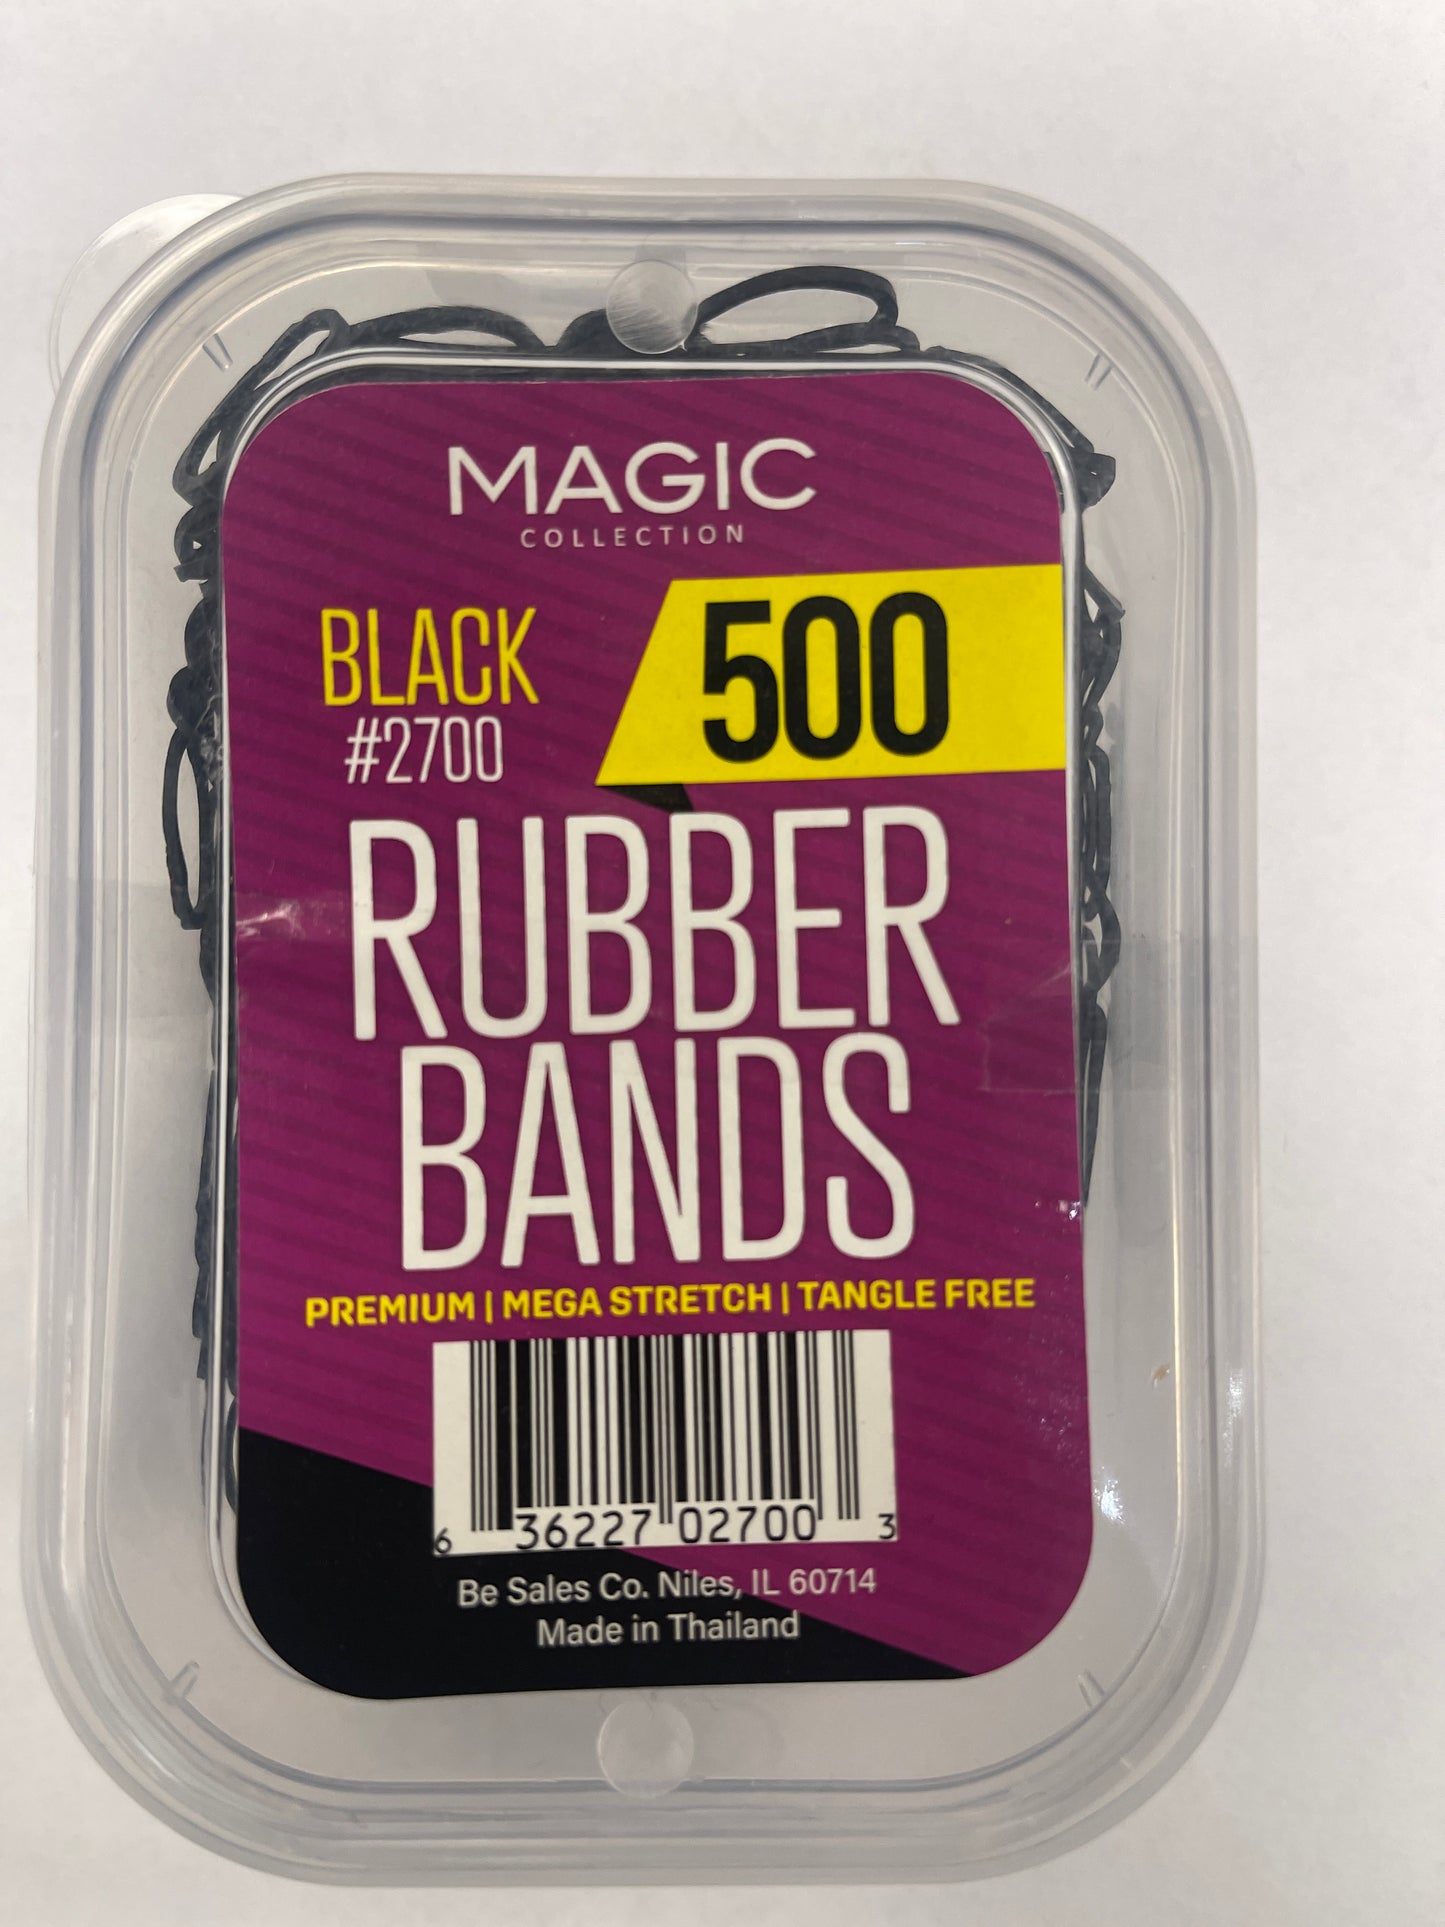 MAGIC
COLLECTION
BLACK
#2700
500
RUBBER
BANDS
PREMIUM | MEGA STRETCH | TANGLE FREE
6 36227 02700 3
Be Sales Co. Niles, IL 60714
Made in Thailand